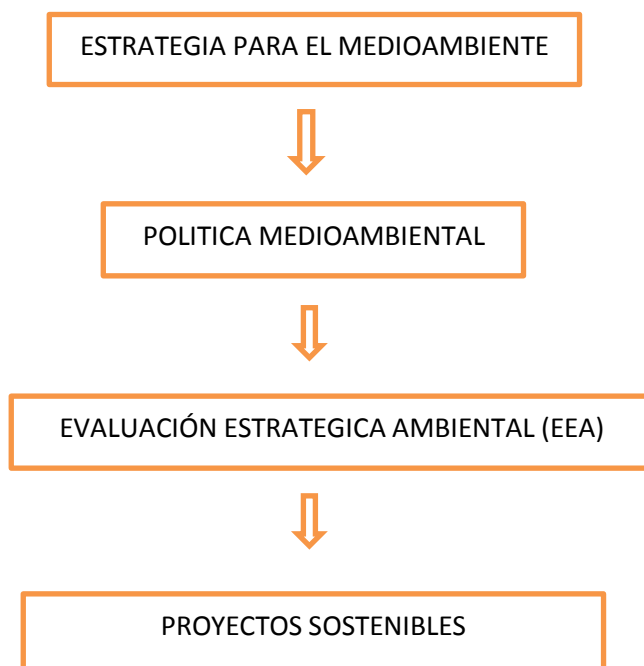 ESTRATEGIA PARA EL MEDIOAMBIENTE
POLITICA MEDIOAMBIENTAL
EVALUACIÓN ESTRATEGICA AMBIENTAL (EEA)
PROYECTOS SOSTENIBLES